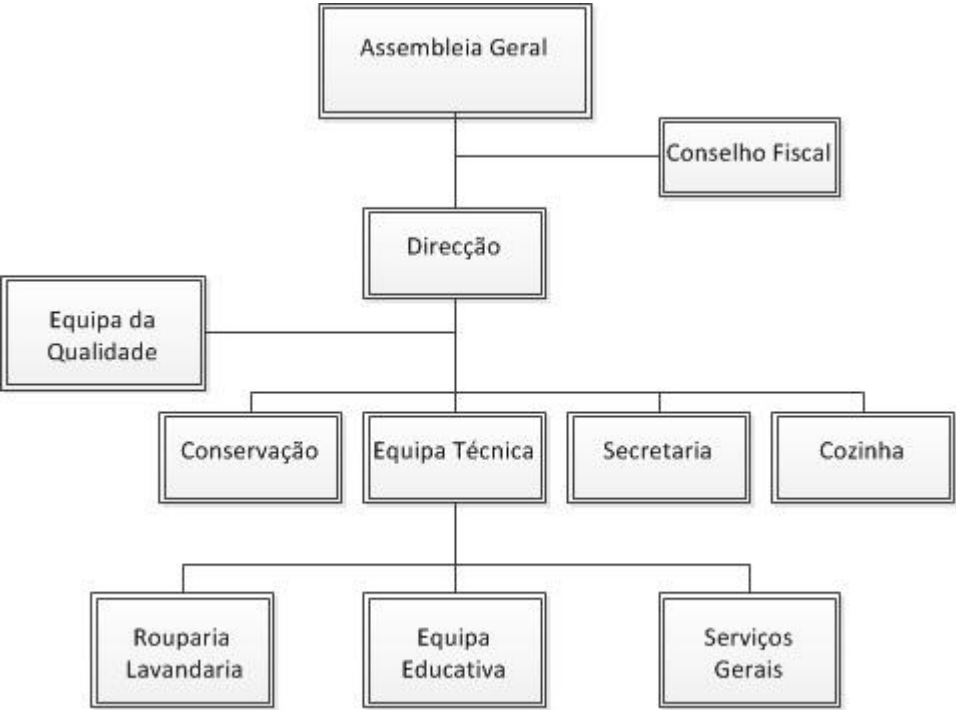 Assembleia Geral
Conselho Fiscal
Direcção
Equipa da
Qualidade
Conservação
Equipa Técnica
Secretaria
Cozinha
Rouparia
Lavandaria
Equipa
Educativa
Serviços
Gerais